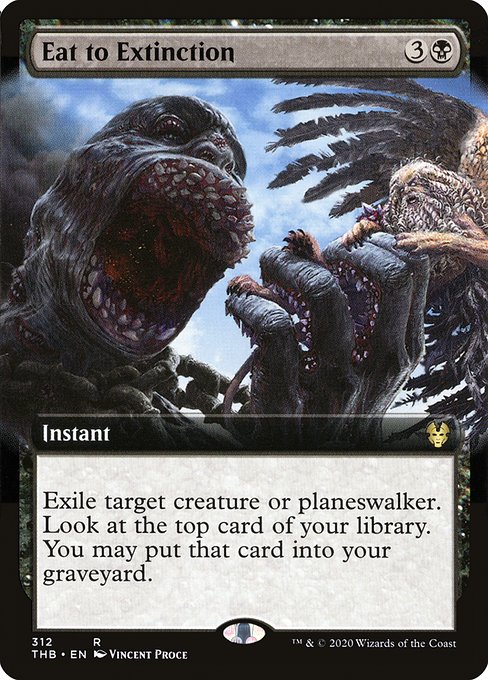 Eat to Extinction 3
Instant
Exile target creature or planeswalker.
Look at the top card of your library.
You may put that card into your
graveyard.
312 R
THB • EN Vincent Proce
™ & © 2020 Wizards of the Coast